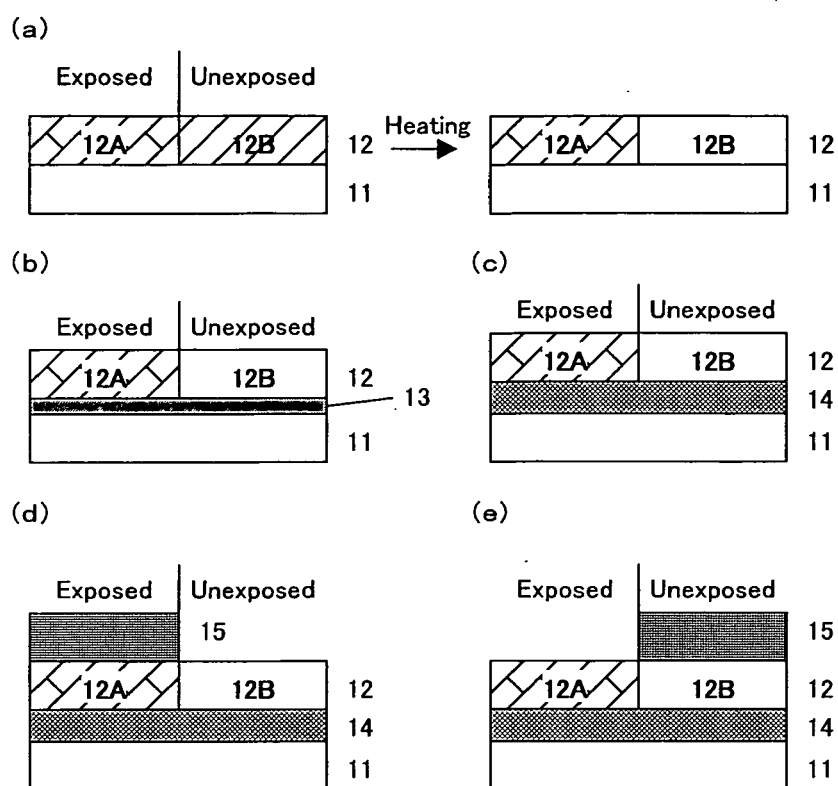 (a)
Exposed Unexposed
12A 12B 12 Heating 12A 12B 12
11 11
(b) (c)
Exposed Unexposed Exposed Unexposed
12A 12B 12 12A 12B 12
13 14
11 11
(d) (e)
Exposed Unexposed Exposed Unexposed
15 15
12A 12B 12 12A 12B 12
14 14
11 11